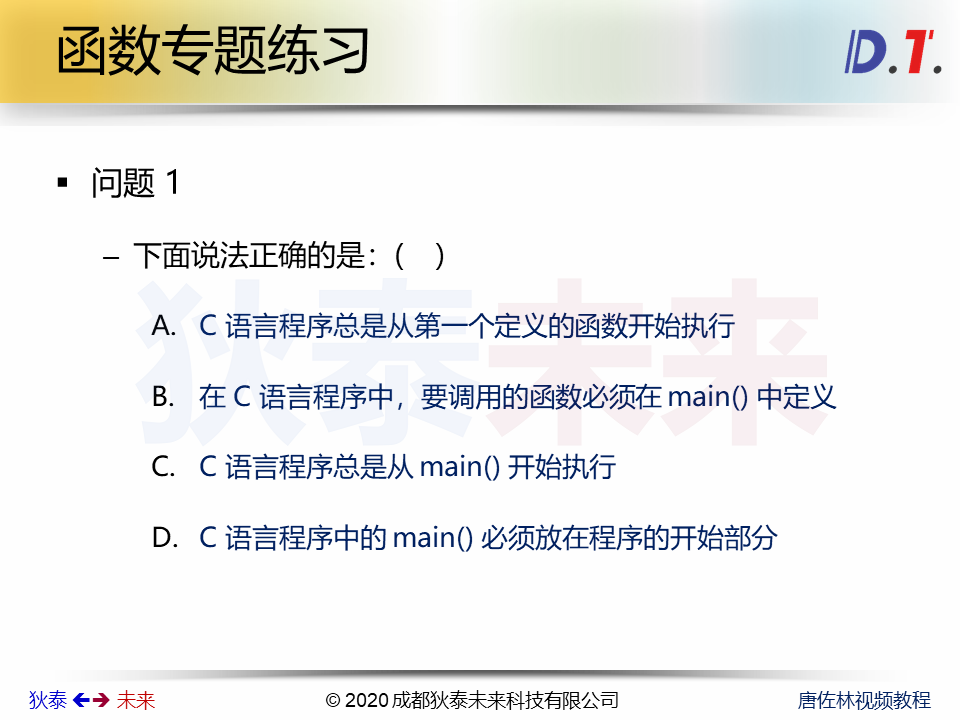 函数专题练习
D.T.
▪ 问题 1
– 下面说法正确的是：( )
A. C 语言程序总是从第一个定义的函数开始执行
B. 在 C 语言程序中，要调用的函数必须在 main() 中定义
C. C 语言程序总是从 main() 开始执行
D. C 语言程序中的 main() 必须放在程序的开始部分
狄泰未来
狄泰 未来
© 2020 成都狄泰未来科技有限公司
唐佐林视频教程